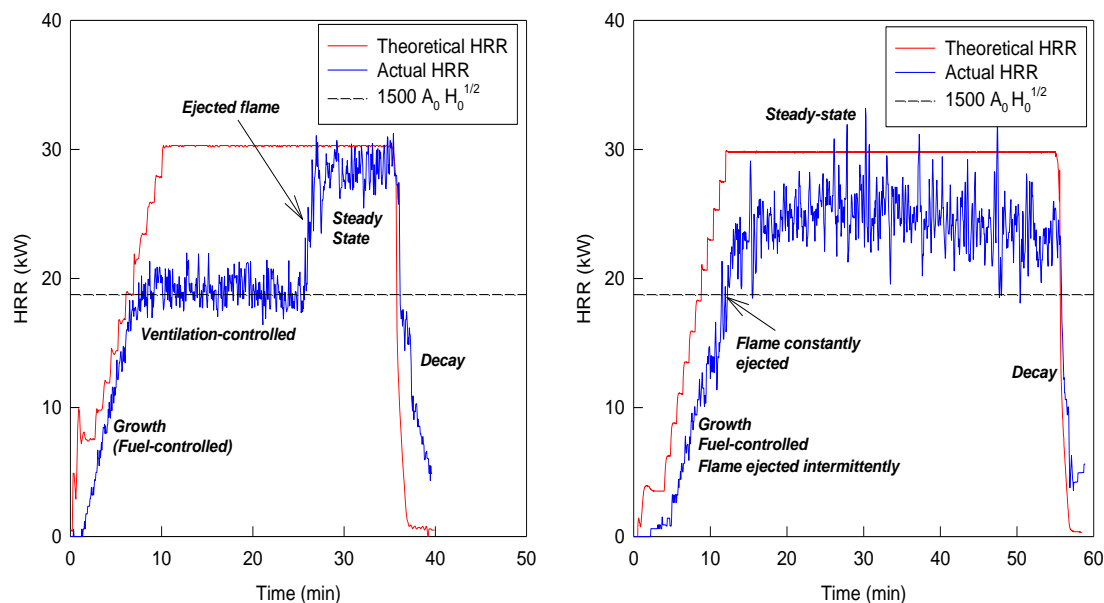 40
30
20
10
0
HRR (kW)
Theoretical HRR
Actual HRR
1500 A0 H0^1/2
Ejected flame
Steady
State
Ventilation-controlled
Decay
Growth
(Fuel-controlled)
0
10
20
30
40
50
Time (min)
40
30
20
10
0
HRR (kW)
Theoretical HRR
Actual HRR
1500 A0 H0^1/2
Steady-state
Flame constantly
ejected
Decay
Growth
Fuel-controlled
Flame ejected intermittently
0
10
20
30
40
50
60
Time (min)